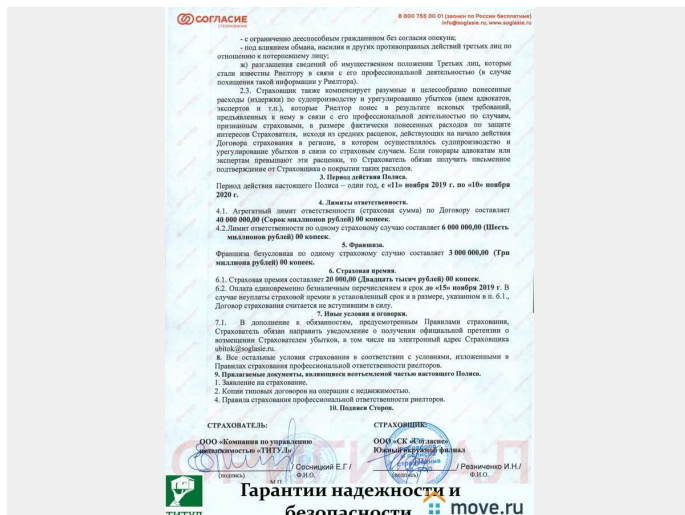 СОГЛАСИЕ
страхование
8 800 755 00 01 (звонки по России бесплатные)
info@soglasie.ru, www.soglasie.ru
- с ограниченно дееспособным гражданином без согласия опекуна;
- под влиянием обмана, насилия и других противоправных действий третьих лиц по
отношению к потерпевшему лицу;
ж) разглашения сведений об имущественном положении Третьих лиц, которые
стали известны Риелтору в связи с его профессиональной деятельностью (в случае
похищения такой информации у Риелтора).
2.3. Страховщик также компенсирует разумные и целесообразно понесенные
расходы (издержки) по судопроизводству и урегулированию убытков (наем адвокатов,
экспертов и т.п.), которые Риелтор понес в результате исковых требований,
предъявленных к нему в связи с его профессиональной деятельностью по случаям,
признанным страховыми, в размере фактически понесенных расходов по защите
интересов Страхователя, исходя из средних расценок, действующих на начало действия
Договора страхования в регионе, в котором осуществлялось судопроизводство и
урегулирование убытков в связи со страховым случаем. Если гонорары адвокатам или
экспертам превышают эти расценки, то Страхователь обязан получить письменное
подтверждение от Страховщика о покрытии таких расходов.
3. Период действия Полиса.
Период действия настоящего Полиса – один год, с «11» ноября 2019 г. по «10» ноября
2020 г.
4. Лимиты ответственности.
4.1. Агрегатный лимит ответственности (страховая сумма) по Договору составляет
40 000 000,00 (Сорок миллионов рублей) 00 копеек.
4.2.Лимит ответственности по одному страховому случаю составляет 6 000 000,00 (Шесть
миллионов рублей) 00 копеек.
5. Франшиза.
Франшиза безусловная по одному страховому случаю составляет 3 000 000,00 (Три
миллиона рублей) 00 копеек.
6. Страховая премия.
6.1. Страховая премия составляет 20 000,00 (Двадцать тысяч рублей) 00 копеек.
6.2. Оплата единовременно безналичным перечислением в срок до «15» ноября 2019 г. В
случае неуплаты страховой премии в установленный срок и в размере, указанном в п. 6.1.,
Договор страхования считается не вступившим в силу.
7. Иные условия и оговорки.
7.1. В дополнение к обязанностям, предусмотренным Правилами страхования,
Страхователь обязан направить уведомление о получении официальной претензии о
возмещении Страхователем убытков, в том числе на электронный адрес Страховщика
ubitok@soglasie.ru.
8. Все остальные условия страхования в соответствии с условиями, изложенными в
Правилах страхования профессиональной ответственности риелторов.
9. Прилагаемые документы, являющиеся неотъемлемой частью настоящего Полиса.
1. Заявление на страхование.
2. Копии типовых договоров на операции с недвижимостью.
4. Правила страхования профессиональной ответственности риелторов.
10. Подписи Сторон.
СТРАХОВАТЕЛЬ: СТРАХОВЩИК:
ООО «Компания по управлению ООО «СК «Согласие»
недвижимостью «ТИТУЛ» Южный окружной филиал
/ Сосницкий Е.Г / / Резниченко И.Н./
(подпись) Ф.И.О. (подпись) Ф.И.О.
М.П.
ОРИГИНАЛ
ТИТУЛ
Гарантии надежности и
безопасности
move.ru